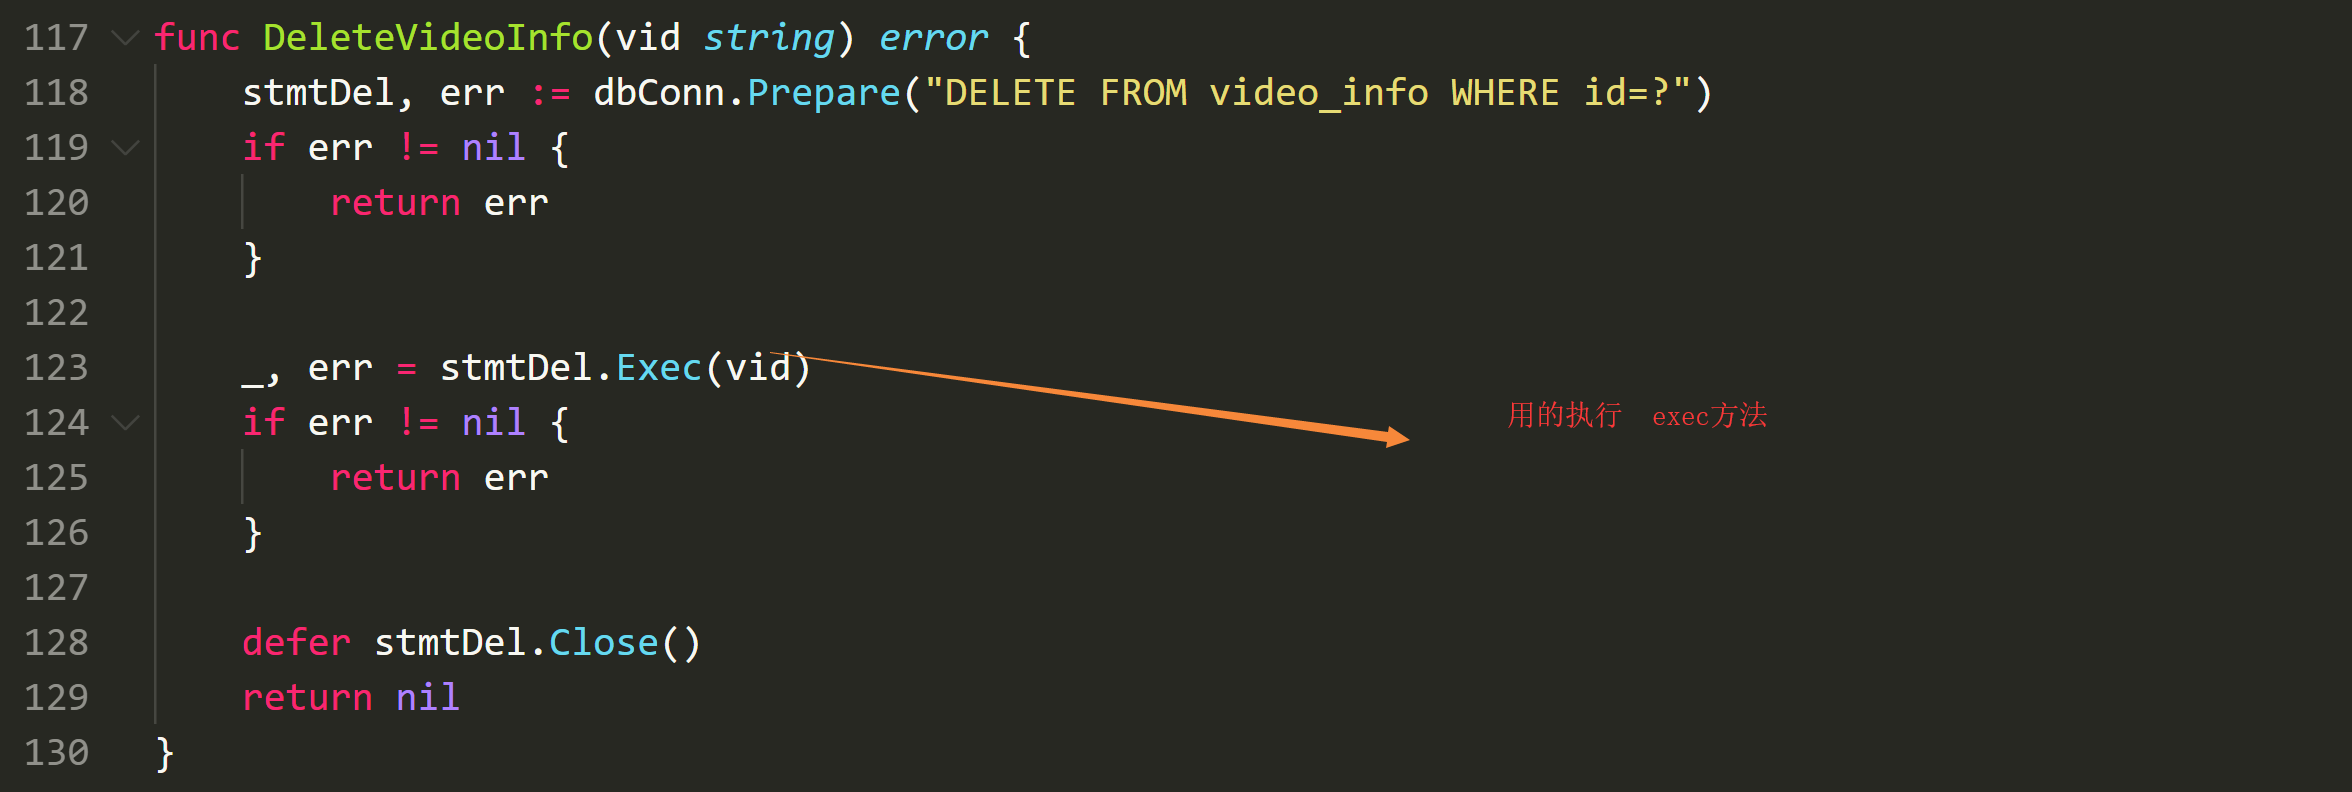 117 func DeleteVideoInfo(vid string) error {
118 stmtDel, err := dbConn.Prepare("DELETE FROM video_info WHERE id=?")
119 if err != nil {
120 return err
121 }
122
123 _, err = stmtDel.Exec(vid)
124 if err != nil {
用的执行 exec方法
125 return err
126 }
127
128 defer stmtDel.Close()
129 return nil
130 }